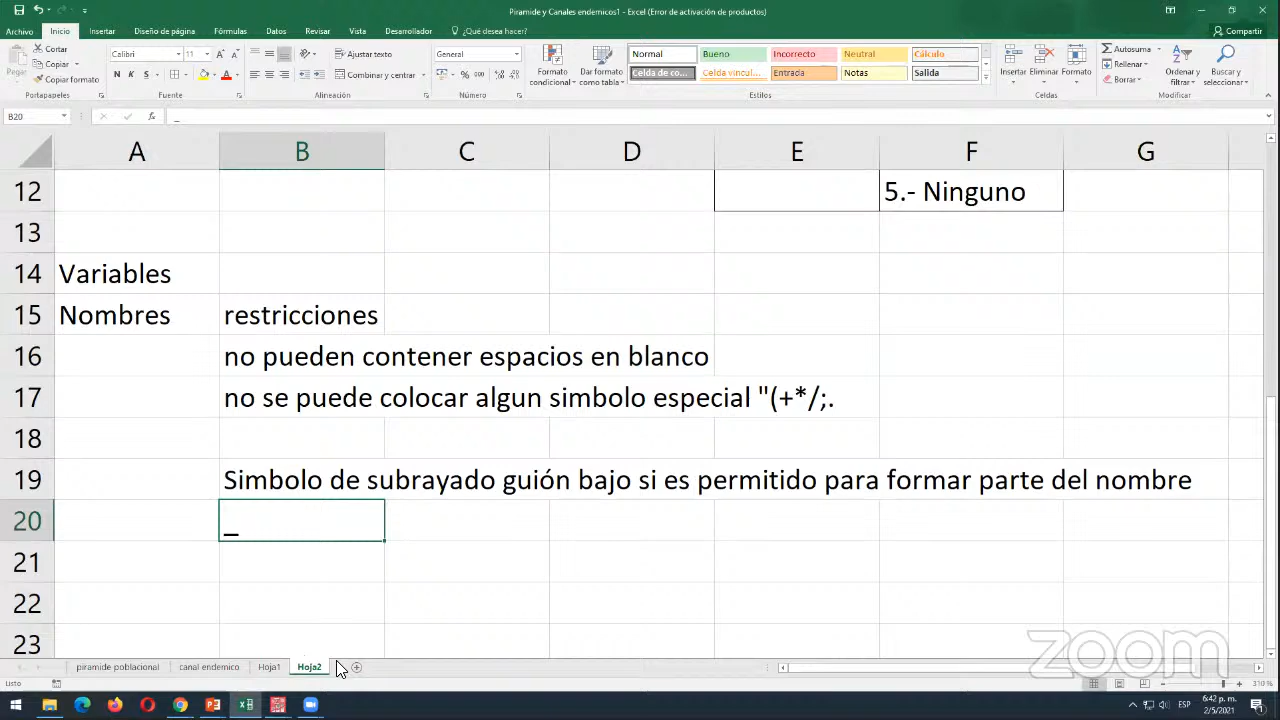 Piramide y Canales endemicos1 - Excel (Error de activación de productos)
Archivo Inicio Insertar Diseño de página Fórmulas Datos Revisar Vista Desarrollador ¿Qué desea hacer? Compartir
Pegar Cortar Copiar Copiar formato
Portapapeles
Calibri 11
N K S
Fuente
Ajustar texto
Combinar y centrar
Alineación
General
% 000
Número
Formato condicional Dar formato como tabla
Normal Bueno Incorrecto Neutral Cálculo
Celda de co... Celda vincul... Entrada Notas Salida
Estilos
Insertar Eliminar Formato
Celdas
Autosuma
Rellenar
Borrar
Ordenar y filtrar Buscar y seleccionar
Modificar
B20 fx _
A B C D E F G
12 5.- Ninguno
13
14 Variables
15 Nombres restricciones
16 no pueden contener espacios en blanco
17 no se puede colocar algun simbolo especial "(+*/;.
18
19 Simbolo de subrayado guión bajo si es permitido para formar parte del nombre
20 _
21
22
23
zoom
piramide poblacional canal endemico Hoja1 Hoja2
Listo 310 %
ESP 6:42 p. m. 2/5/2021